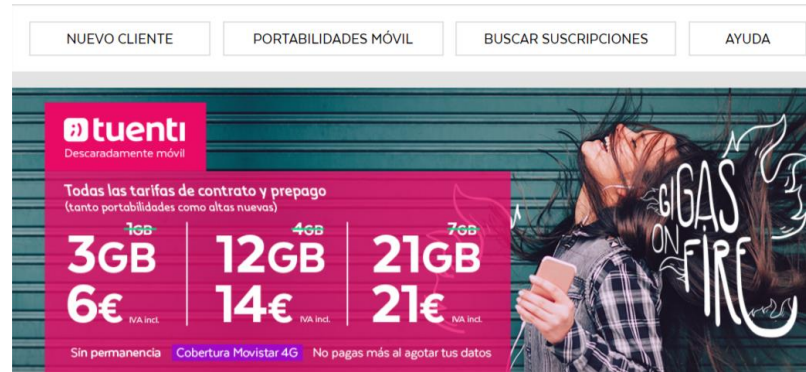 NUEVO CLIENTE
PORTABILIDADES MÓVIL
BUSCAR SUSCRIPCIONES
AYUDA
tuenti
Descaradamente móvil
Todas las tarifas de contrato y prepago
(tanto portabilidades como altas nuevas)
1GB
4GB
7GB
3GB
12GB
21GB
6€ IVA incl.
14€ IVA incl.
21€ IVA incl.
Sin permanencia Cobertura Movistar 4G No pagas más al agotar tus datos
GIGAS
ON
FIRE